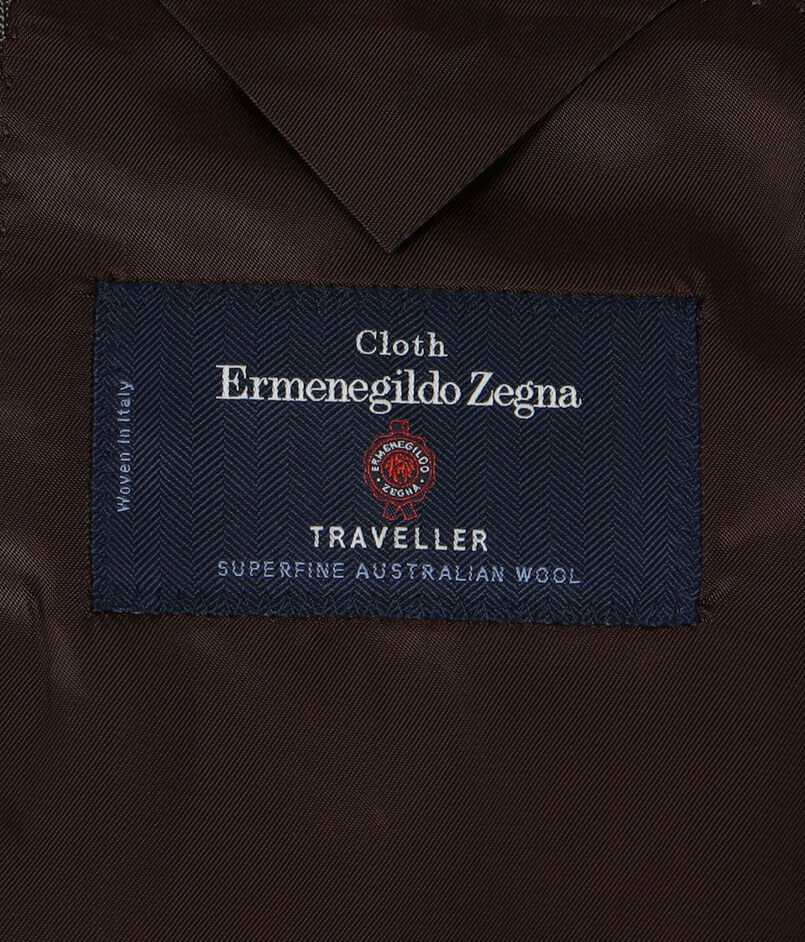 Cloth
Ermenegildo Zegna
ERMENEGILDO
ZEGNA
TRAVELLER
SUPERFINE AUSTRALIAN WOOL
Woven in Italy